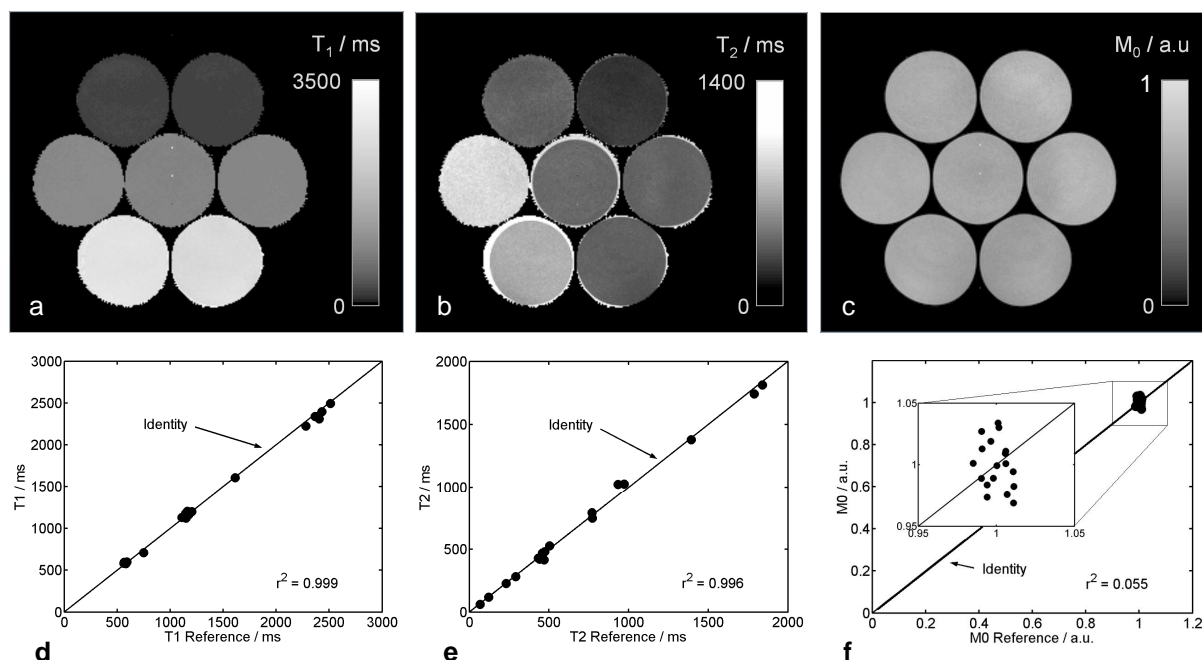 T1 / ms
3500
0
a
T2 / ms
1400
0
b
M0 / a.u
1
0
c
3000
2500
2000
1500
1000
500
0
T1 / ms
Identity
r2 = 0.999
0 500 1000 1500 2000 2500 3000
T1 Reference / ms
d
2000
1500
1000
500
0
T2 / ms
Identity
r2 = 0.996
0 500 1000 1500 2000
T2 Reference / ms
e
1
0.8
0.6
0.4
0.2
0
M0 / a.u.
1.05
1
0.95
0.95 1 1.05
Identity
r2 = 0.055
0 0.2 0.4 0.6 0.8 1.0 1.2
M0 Reference / a.u.
f